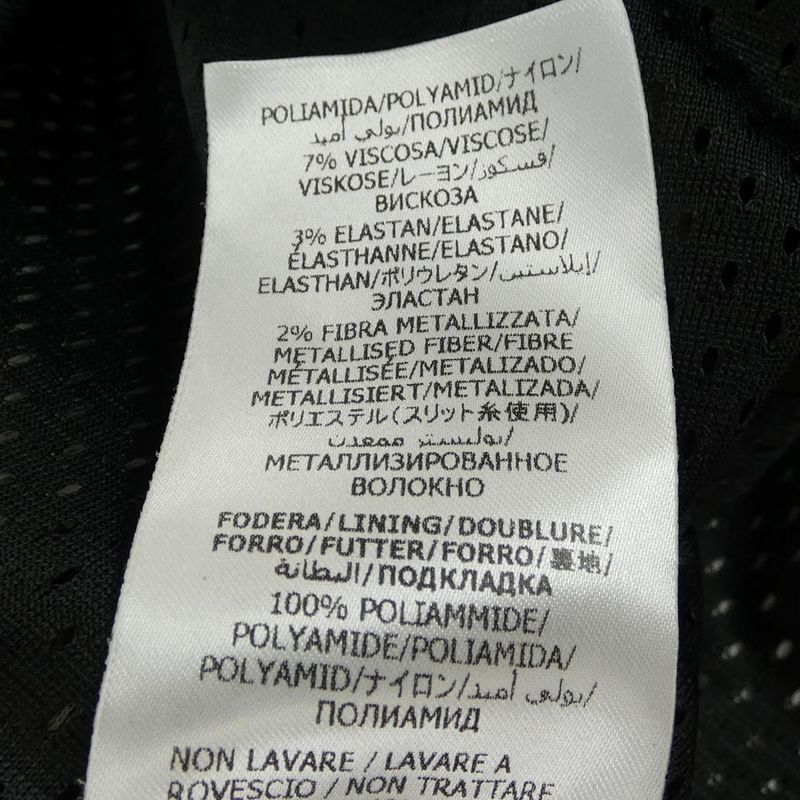 POLIAMIDA/POLYAMID/ナイロン/
بولي أميد/ПОЛИАМИД
7% VISCOSA/VISCOSE/
VISKOSE/レーヨン/فسكوز/
ВИСКОЗА
3% ELASTAN/ELASTANE/
ÉLASTHANNE/ELASTANO/
ELASTHAN/ポリウレタン/إيلاستين/
ЭЛАСТАН
2% FIBRA METALLIZZATA/
METALLISED FIBER/FIBRE
MÉTALLISÉE/METALIZADO/
METALLISIERT/METALIZADA/
ポリエステル(スリット糸使用)/
بوليستر ممعدن/
МЕТАЛЛИЗИРОВАННОЕ
ВОЛОКНО
FODERA/LINING/DOUBLURE/
FORRO/FUTTER/FORRO/裏地/
البطانة/ПОДКЛАДКА
100% POLIAMMIDE/
POLYAMIDE/POLIAMIDA/
POLYAMID/ナイロン/بولي أميد/
ПОЛИАМИД
NON LAVARE / LAVARE A
ROVESCIO / NON TRATTARE